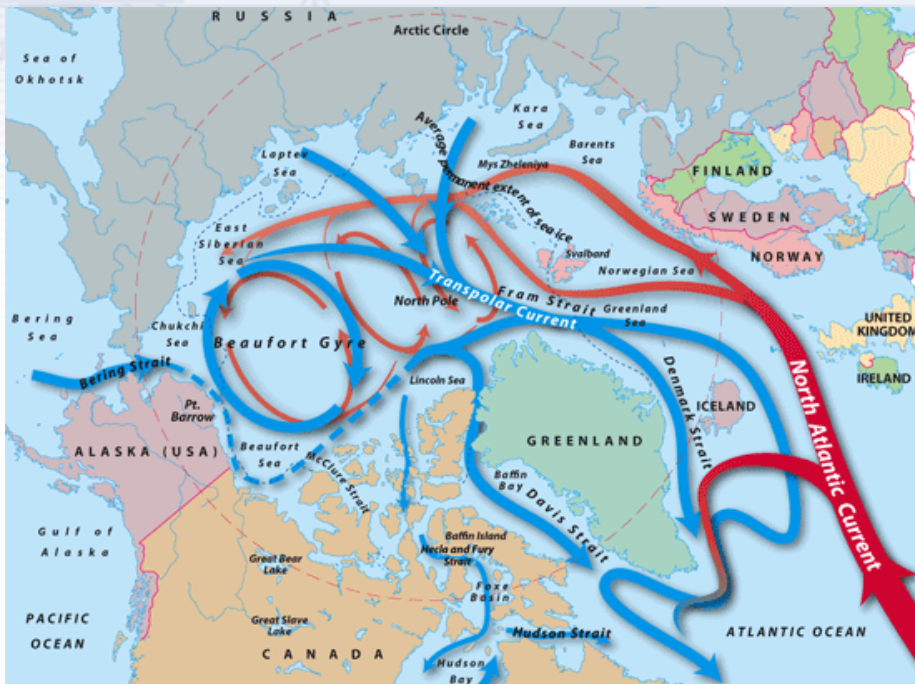 RUSSIA
Arctic Circle
Sea of
Okhotsk
Kara
Sea
Barents
Sea
Laptev
Sea
Average permanent extent of sea ice
Mys Zheleniya
FINLAND
SWEDEN
NORWAY
East
Siberian
Sea
Svalbard
Norwegian Sea
Transpolar Current
North Pole
Fram Strait
Greenland
Sea
Bering
Sea
Chukchi
Sea
Beaufort Gyre
UNITED
KINGDOM
IRELAND
Bering Strait
Lincoln Sea
Denmark Strait
ICELAND
North Atlantic Current
Pt.
Barrow
ALASKA (USA)
Beaufort
Sea
McClure Strait
GREENLAND
Baffin
Bay
Davis Strait
Gulf of
Alaska
Baffin Island
Hecla and Fury
Strait
Great Bear
Lake
Foxe
Basin
Great Slave
Lake
PACIFIC
OCEAN
Hudson Strait
ATLANTIC OCEAN
CANADA
Hudson
Bay